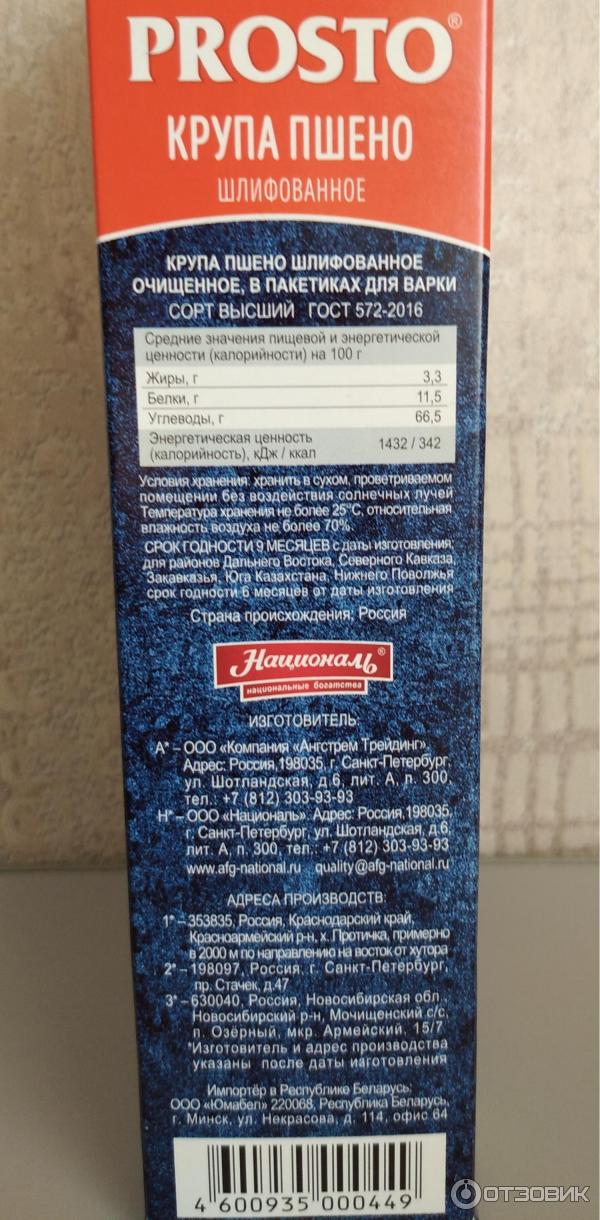 PROSTO®
КРУПА ПШЕНО
ШЛИФОВАННОЕ
КРУПА ПШЕНО ШЛИФОВАННОЕ
ОЧИЩЕННОЕ, В ПАКЕТИКАХ ДЛЯ ВАРКИ
СОРТ ВЫСШИЙ ГОСТ 572-2016
Средние значения пищевой и энергетической
ценности (калорийности) на 100 г
Жиры, г 3,3
Белки, г 11,5
Углеводы, г 66,5
Энергетическая ценность
(калорийность), кДж / ккал 1432 / 342
Условия хранения: хранить в сухом, проветриваемом
помещении без воздействия солнечных лучей
Температура хранения не более 25°С, относительная
влажность воздуха не более 70%.
СРОК ГОДНОСТИ 9 МЕСЯЦЕВ с даты изготовления;
для районов Дальнего Востока, Северного Кавказа,
Закавказья, Юга Казахстана, Нижнего Поволжья
срок годности 6 месяцев от даты изготовления
Страна происхождения: Россия
Националь®
национальные богатства
ИЗГОТОВИТЕЛЬ:
А* – ООО «Компания «Ангстрем Трейдинг».
Адрес: Россия,198035, г. Санкт-Петербург,
ул. Шотландская, д.6, лит. А, п. 300,
тел.: +7 (812) 303-93-93
Н* – ООО «Националь». Адрес: Россия,198035,
г. Санкт-Петербург, ул. Шотландская, д.6,
лит. А, п. 300, тел.: +7 (812) 303-93-93
www.afg-national.ru quality@afg-national.ru
АДРЕСА ПРОИЗВОДСТВ:
1* – 353835, Россия, Краснодарский край,
Красноармейский р-н, х. Протичка, примерно
в 2000 м по направлению на восток от хутора
2* – 198097, Россия, г. Санкт-Петербург,
пр. Стачек, д.47
3* – 630040, Россия, Новосибирская обл.,
Новосибирский р-н, Мочищенский с/с,
п. Озёрный, мкр. Армейский, 15/7
*Изготовитель и адрес производства
указаны после даты изготовления
Импортёр в Республике Беларусь:
ООО «Юмабел» 220068, Республика Беларусь,
г. Минск, ул. Некрасова, д. 114, офис 64
4 600935 000449
ОТЗОВИК